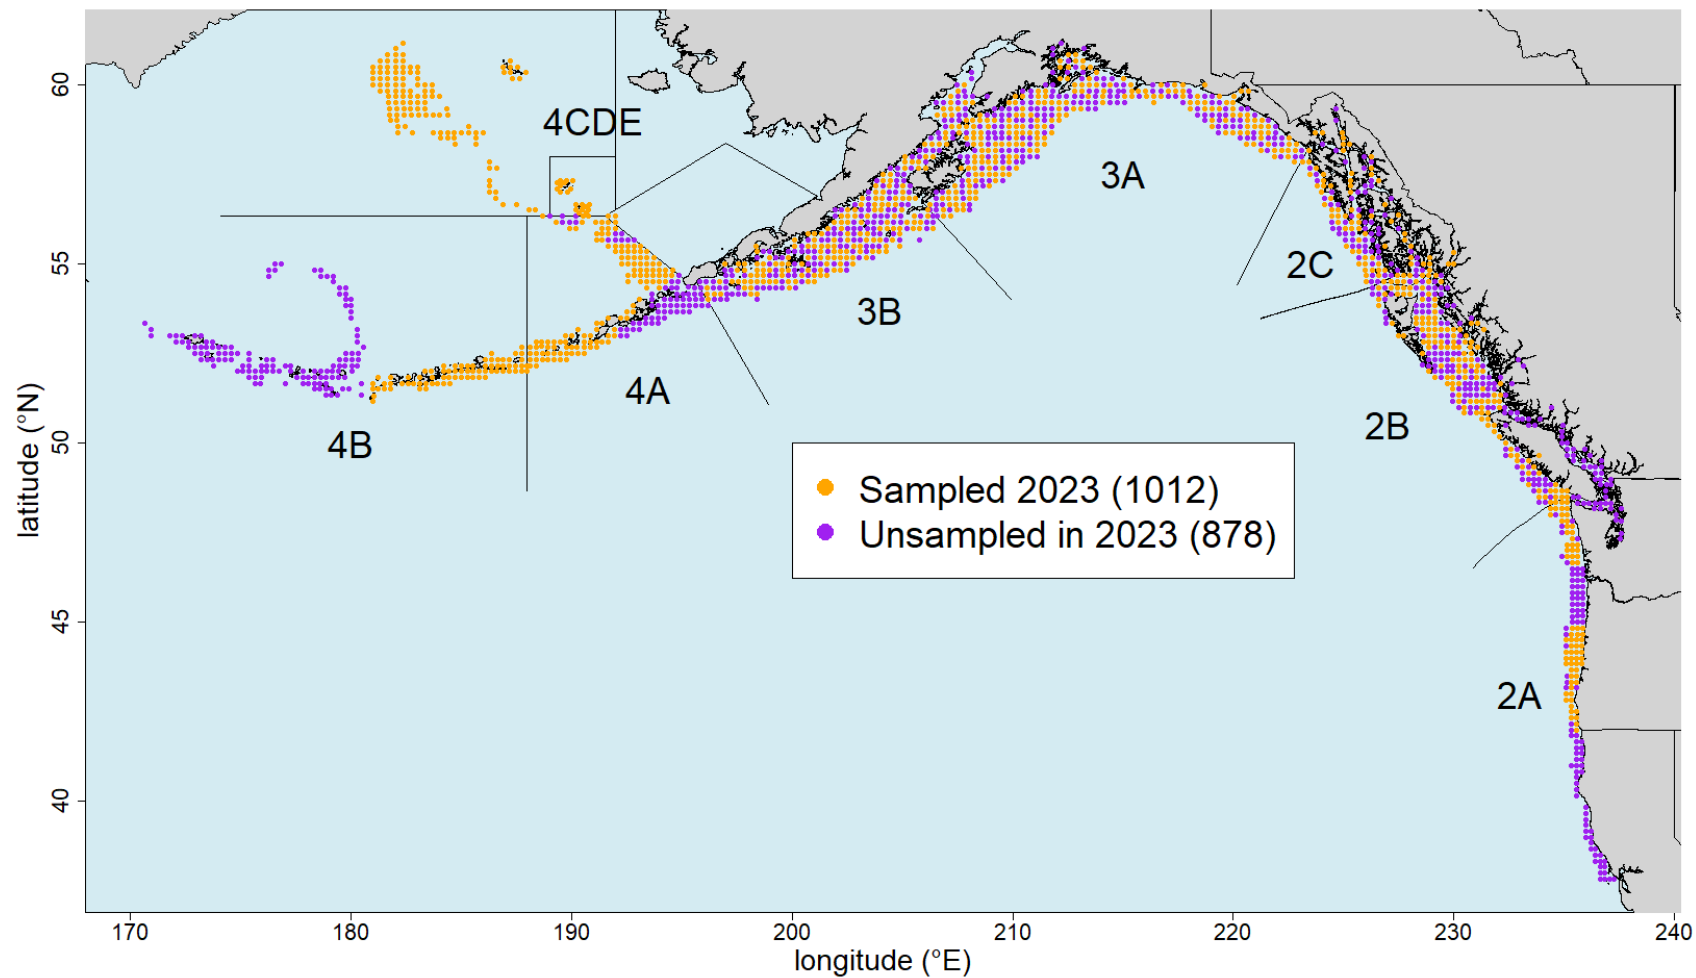 60
55
50
45
40
latitude (°N)
4CDE
3A
2C
3B
4A
2B
4B
2A
Sampled 2023 (1012)
Unsampled in 2023 (878)
170
180
190
200
210
220
230
240
longitude (°E)